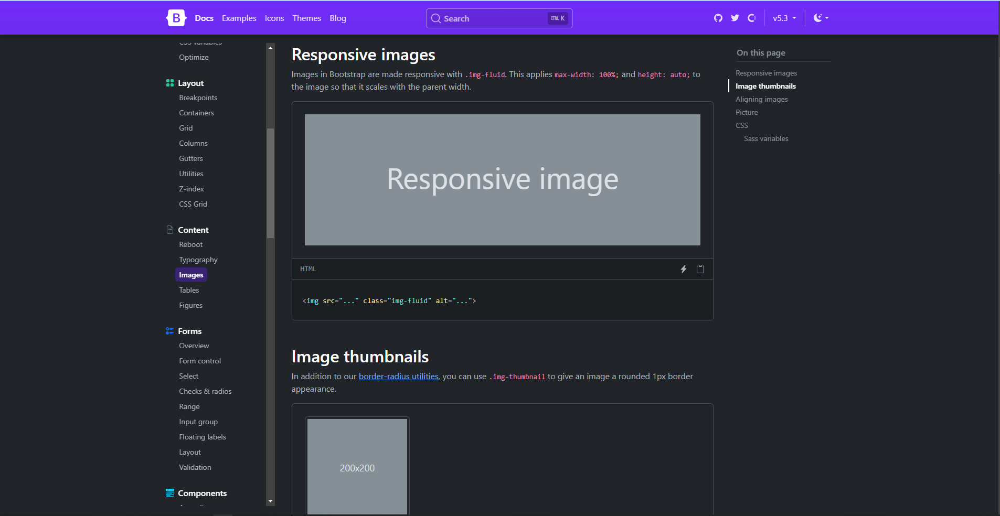 B Docs Examples Icons Themes Blog Search CTRL K v5.3
CSS variables
Optimize
Layout
Breakpoints
Containers
Grid
Columns
Gutters
Utilities
Z-index
CSS Grid
Content
Reboot
Typography
Images
Tables
Figures
Forms
Overview
Form control
Select
Checks & radios
Range
Input group
Floating labels
Layout
Validation
Components
Responsive images
Images in Bootstrap are made responsive with .img-fluid. This applies max-width: 100%; and height: auto; to
the image so that it scales with the parent width.
Responsive image
HTML
<img src="..." class="img-fluid" alt="...">
Image thumbnails
In addition to our border-radius utilities, you can use .img-thumbnail to give an image a rounded 1px border
appearance.
200x200
On this page
Responsive images
Image thumbnails
Aligning images
Picture
CSS
Sass variables